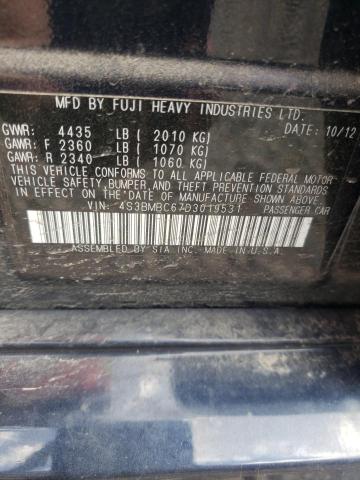 MFD BY FUJI HEAVY INDUSTRIES LTD.
GVWR: 4435 LB ( 2010 KG) DATE: 10/12
GAWR: F 2360 LB ( 1070 KG)
GAWR: R 2340 LB ( 1060 KG)
THIS VEHICLE CONFORMS TO ALL APPLICABLE FEDERAL MOTOR
VEHICLE SAFETY, BUMPER, AND THEFT PREVENTION STANDARDS
IN EFFECT ON THE DATE OF MANUFACTURE SHOWN ABOVE.
VIN: 4S3BMBC67D3019531 PASSENGER CAR
ASSEMBLED BY SIA INC. MADE IN U.S.A.